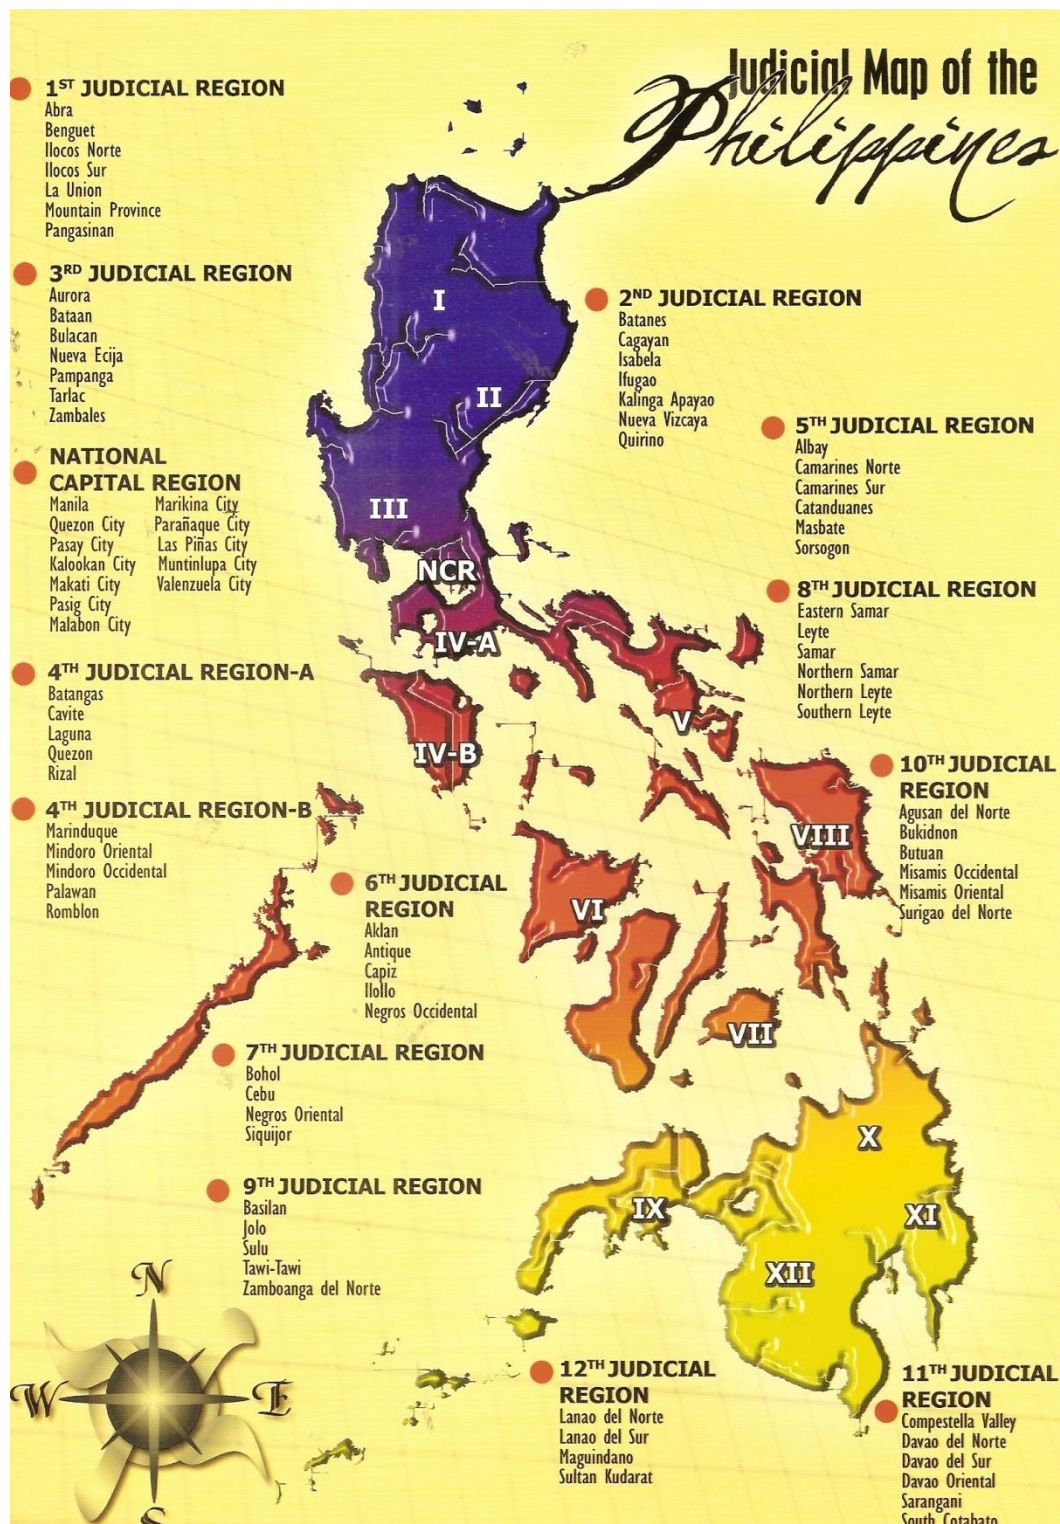 Judicial Map of the
Philippines
1ST JUDICIAL REGION
Abra
Benguet
Ilocos Norte
Ilocos Sur
La Union
Mountain Province
Pangasinan
3RD JUDICIAL REGION
Aurora
Bataan
Bulacan
Nueva Ecija
Pampanga
Tarlac
Zambales
NATIONAL
CAPITAL REGION
Manila Marikina City
Quezon City Parañaque City
Pasay City Las Piñas City
Kalookan City Muntinlupa City
Makati City Valenzuela City
Pasig City
Malabon City
4TH JUDICIAL REGION-A
Batangas
Cavite
Laguna
Quezon
Rizal
4TH JUDICIAL REGION-B
Marinduque
Mindoro Oriental
Mindoro Occidental
Palawan
Romblon
2ND JUDICIAL REGION
Batanes
Cagayan
Isabela
Ifugao
Kalinga Apayao
Nueva Vizcaya
Quirino
5TH JUDICIAL REGION
Albay
Camarines Norte
Camarines Sur
Catanduanes
Masbate
Sorsogon
8TH JUDICIAL REGION
Eastern Samar
Leyte
Samar
Northern Samar
Northern Leyte
Southern Leyte
10TH JUDICIAL
REGION
Agusan del Norte
Bukidnon
Butuan
Misamis Occidental
Misamis Oriental
Surigao del Norte
6TH JUDICIAL
REGION
Aklan
Antique
Capiz
Ilollo
Negros Occidental
7TH JUDICIAL REGION
Bohol
Cebu
Negros Oriental
Siquijor
9TH JUDICIAL REGION
Basilan
Jolo
Sulu
Tawi-Tawi
Zamboanga del Norte
12TH JUDICIAL
REGION
Lanao del Norte
Lanao del Sur
Maguindano
Sultan Kudarat
11TH JUDICIAL
REGION
Compestella Valley
Davao del Norte
Davao del Sur
Davao Oriental
Sarangani
South Cotabato
I
II
III
NCR
IV-A
IV-B
V
VI
VII
VIII
IX
X
XI
XII
N
W
E
S